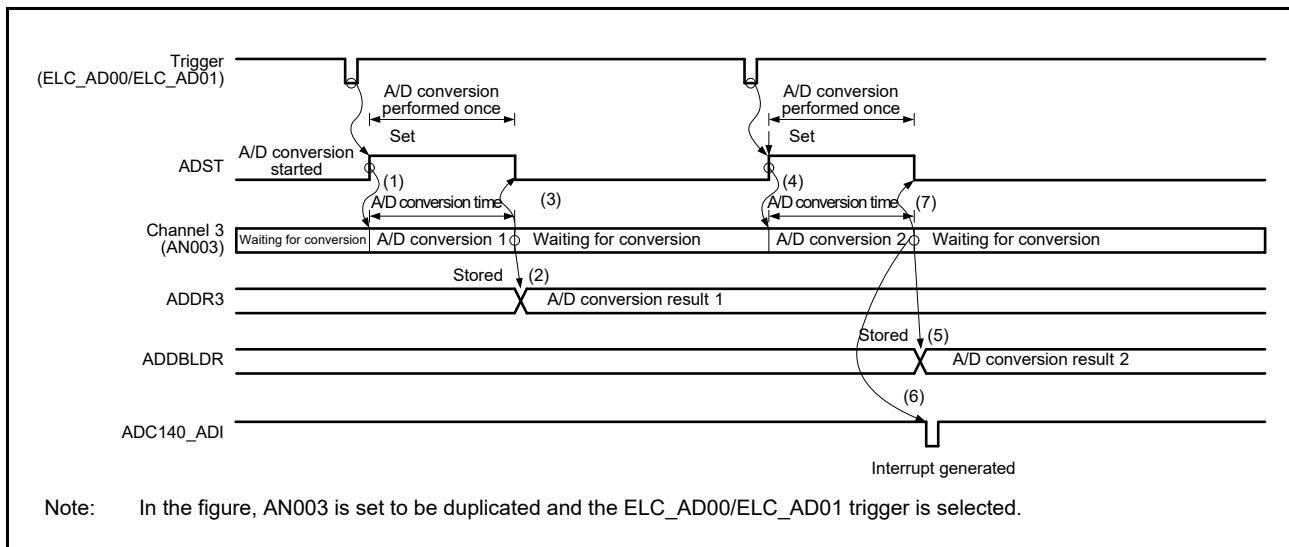 Trigger
(ELC_AD00/ELC_AD01)
A/D conversion
performed once
A/D conversion
performed once
Set
Set
A/D conversion
started
ADST
(1)
(3)
(4)
(7)
A/D conversion time
A/D conversion time
Channel 3
(AN003)
Waiting for conversion
A/D conversion 1
Waiting for conversion
A/D conversion 2
Waiting for conversion
Stored
(2)
ADDR3
A/D conversion result 1
Stored
(5)
ADDBLDR
A/D conversion result 2
(6)
ADC140_ADI
Interrupt generated
Note: In the figure, AN003 is set to be duplicated and the ELC_AD00/ELC_AD01 trigger is selected.